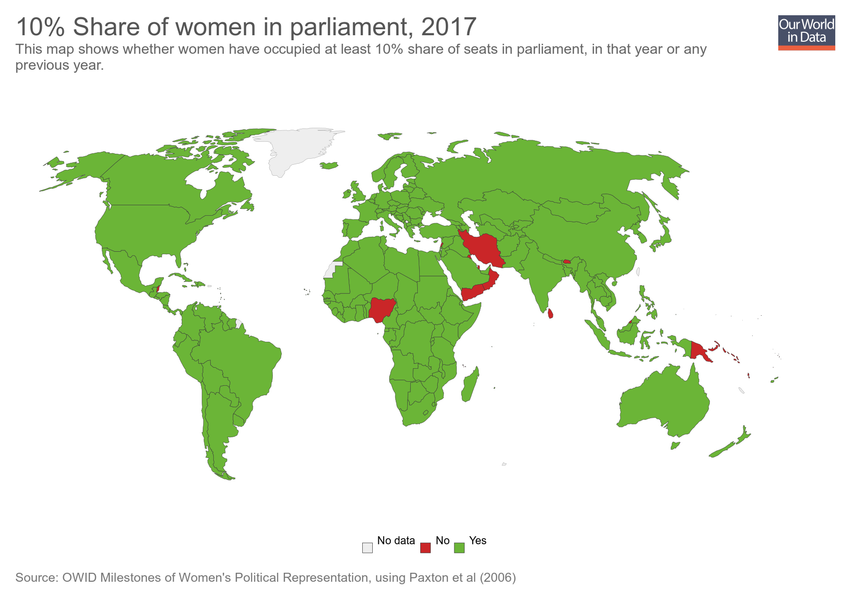 10% Share of women in parliament, 2017
Our World
in Data
This map shows whether women have occupied at least 10% share of seats in parliament, in that year or any
previous year.
No data
No
Yes
Source: OWID Milestones of Women's Political Representation, using Paxton et al (2006)